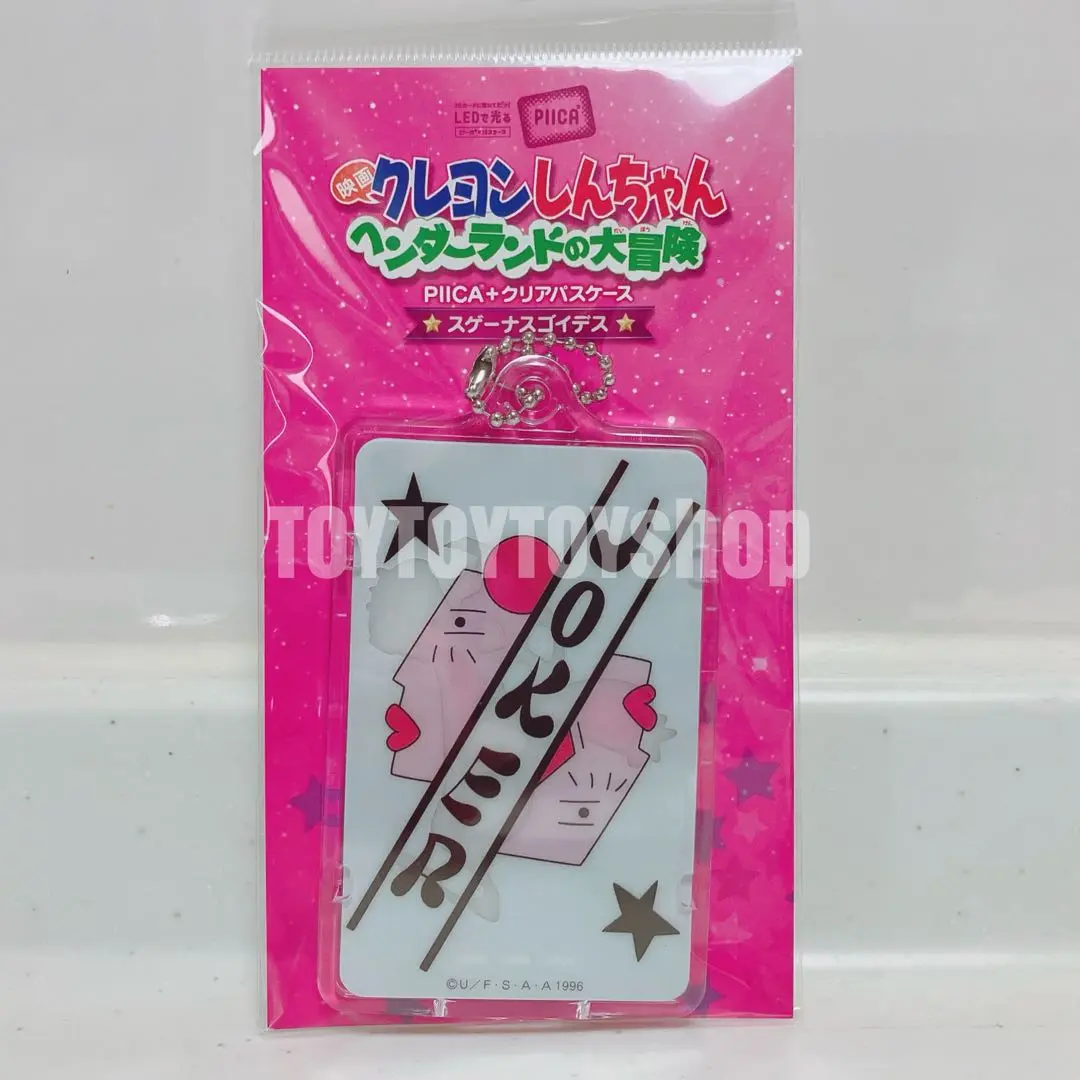 LEDで光る
PIICA
映画
クレヨンしんちゃん
ヘンダーランドの大冒険
PIICA+クリアパスケース
★スゲーナスゴイデス★
TOYTOYTOYshop
JOKER
©U/F・S・A・A 1996